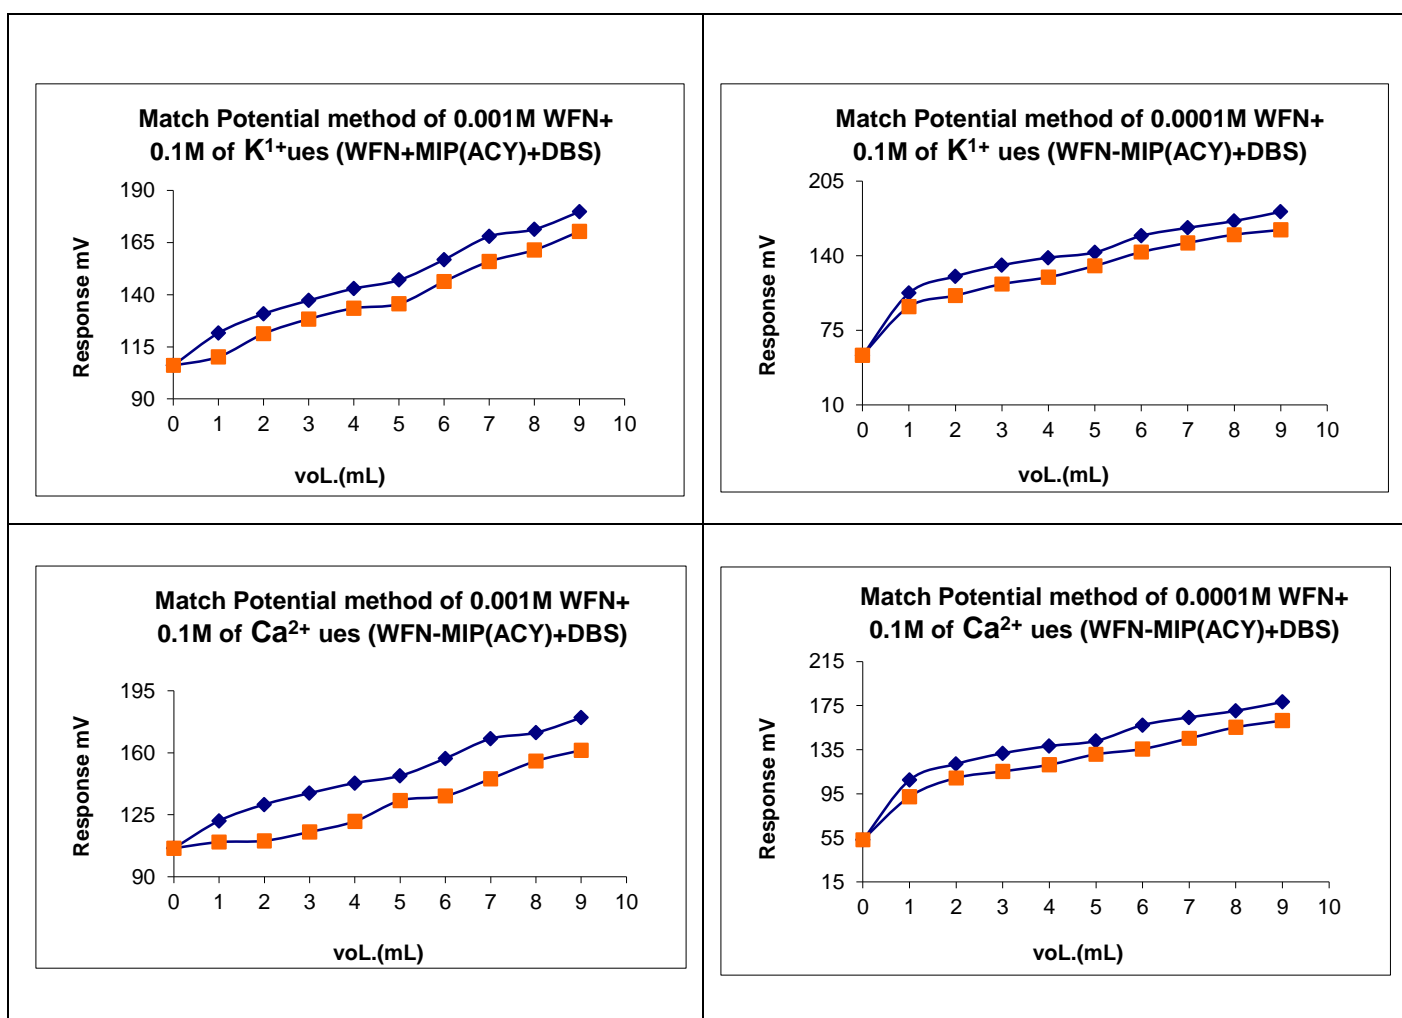 Match Potential method of 0.001M WFN+
0.1M of K1+ues (WFN+MIP(ACY)+DBS)
190
165
140
115
90
Response mV
0 1 2 3 4 5 6 7 8 9 10
voL.(mL)
Match Potential method of 0.0001M WFN+
0.1M of K1+ ues (WFN-MIP(ACY)+DBS)
205
140
75
10
Response mV
0 1 2 3 4 5 6 7 8 9 10
voL.(mL)
Match Potential method of 0.001M WFN+
0.1M of Ca2+ ues (WFN-MIP(ACY)+DBS)
195
160
125
90
Response mV
0 1 2 3 4 5 6 7 8 9 10
voL.(mL)
Match Potential method of 0.0001M WFN+
0.1M of Ca2+ ues (WFN-MIP(ACY)+DBS)
215
175
135
95
55
15
Response mV
0 1 2 3 4 5 6 7 8 9 10
voL.(mL)